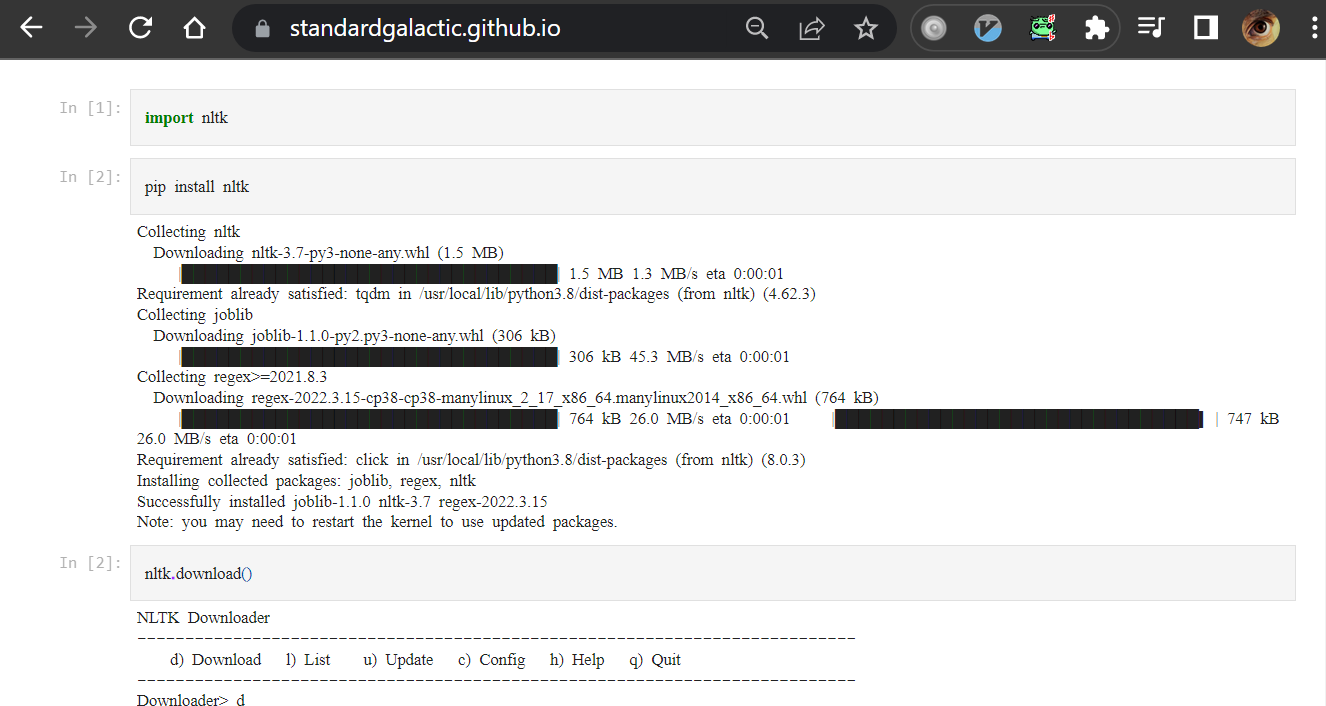 standardgalactic.github.io
In [1]:
import nltk
In [2]:
pip install nltk
Collecting nltk
Downloading nltk-3.7-py3-none-any.whl (1.5 MB)
1.5 MB 1.3 MB/s eta 0:00:01
Requirement already satisfied: tqdm in /usr/local/lib/python3.8/dist-packages (from nltk) (4.62.3)
Collecting joblib
Downloading joblib-1.1.0-py2.py3-none-any.whl (306 kB)
306 kB 45.3 MB/s eta 0:00:01
Collecting regex>=2021.8.3
Downloading regex-2022.3.15-cp38-cp38-manylinux_2_17_x86_64.manylinux2014_x86_64.whl (764 kB)
764 kB 26.0 MB/s eta 0:00:01 | 747 kB
26.0 MB/s eta 0:00:01
Requirement already satisfied: click in /usr/local/lib/python3.8/dist-packages (from nltk) (8.0.3)
Installing collected packages: joblib, regex, nltk
Successfully installed joblib-1.1.0 nltk-3.7 regex-2022.3.15
Note: you may need to restart the kernel to use updated packages.
In [2]:
nltk.download()
NLTK Downloader
---------------------------------------------------------------------------
d) Download l) List u) Update c) Config h) Help q) Quit
---------------------------------------------------------------------------
Downloader> d